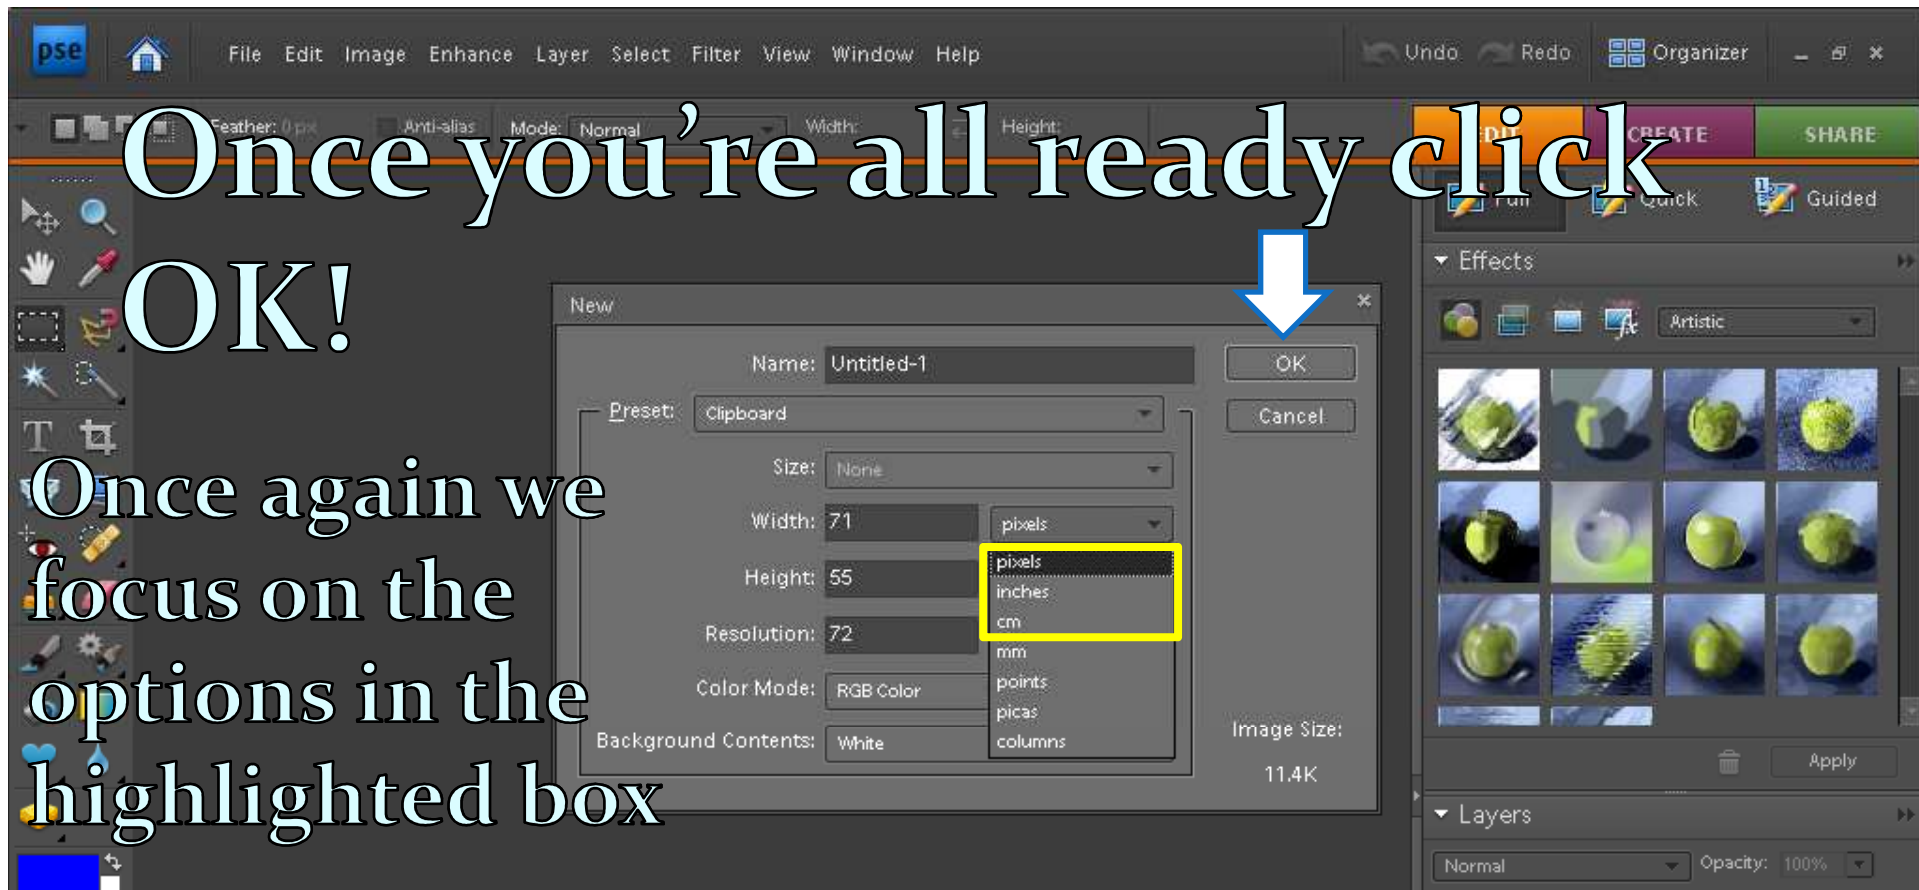 pse File Edit Image Enhance Layer Select Filter View Window Help Undo Redo Organizer
Feather: 0 px Anti-alias Mode: Normal Width: Height: EDIT CREATE SHARE
Once you're all ready click
OK!
Full Quick Guided
Effects
Artistic
New
Name: Untitled-1 OK
Preset: Clipboard Cancel
Size: None
Width: 71 pixels
Height: 55
Resolution: 72
Color Mode: RGB Color
Background Contents: White
pixels
inches
cm
mm
points
picas
columns
Image Size:
11.4K
Once again we
focus on the
options in the
highlighted box
Apply
Layers
Normal Opacity: 100%